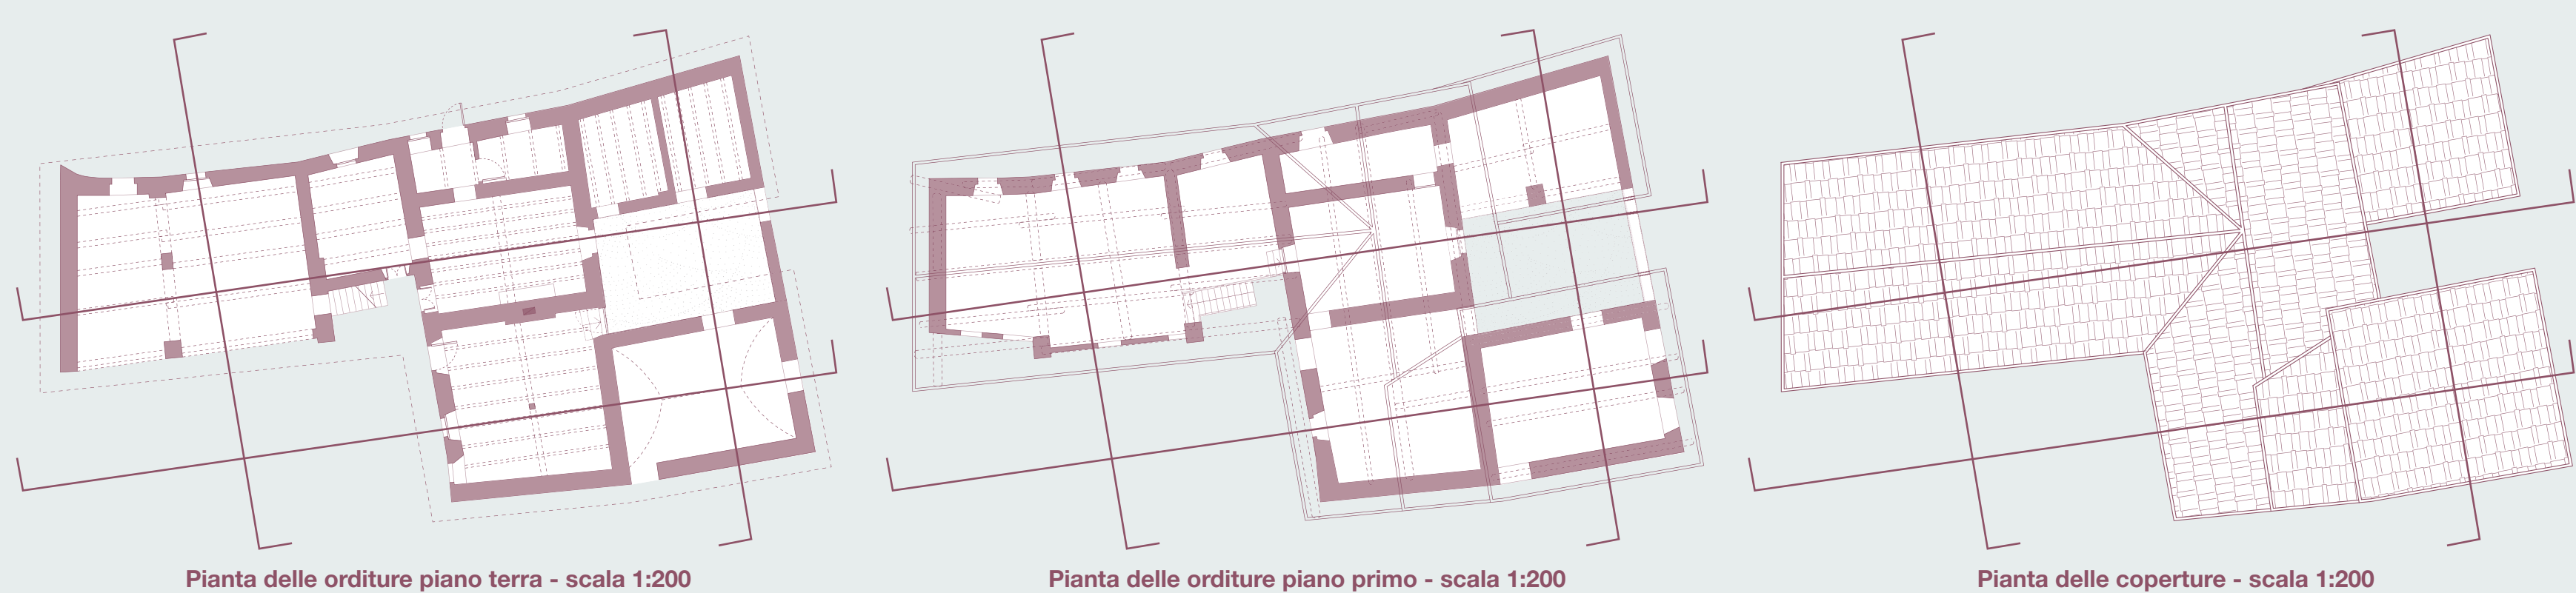 Pianta delle orditure piano terra - scala 1:200
Pianta delle orditure piano primo - scala 1:200
Pianta delle coperture - scala 1:200